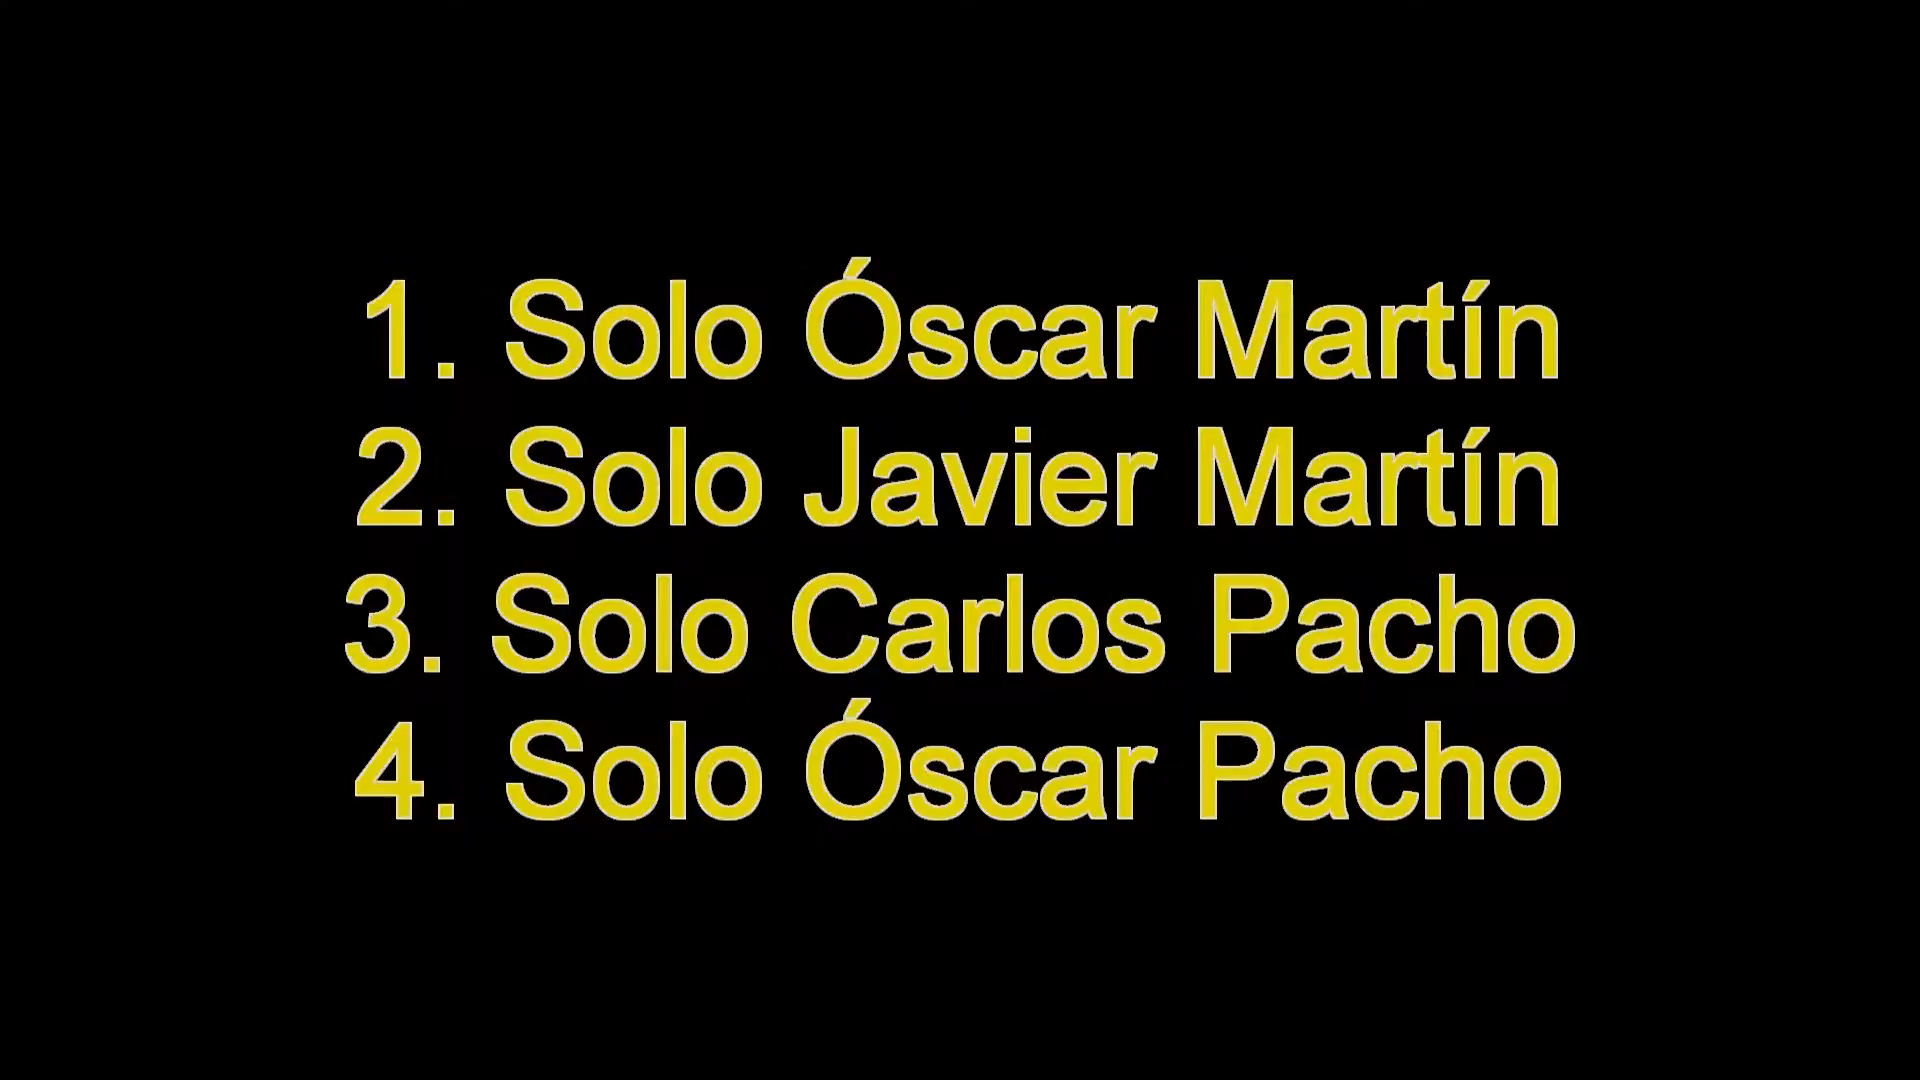 1. Solo Óscar Martín
2. Solo Javier Martín
3. Solo Carlos Pacho
4. Solo Óscar Pacho